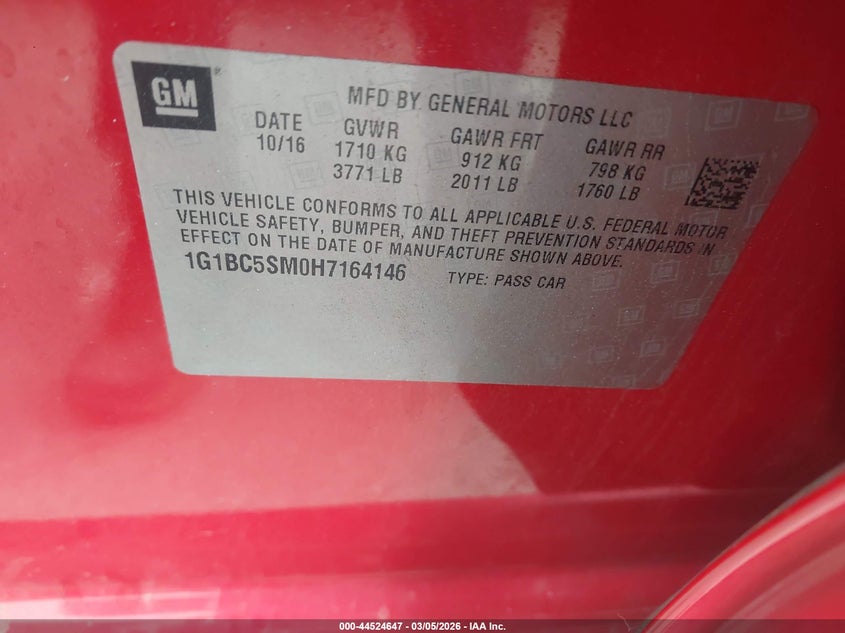 GM ®
MFD BY GENERAL MOTORS LLC
DATE GVWR GAWR FRT GAWR RR
10/16 1710 KG 912 KG 798 KG
3771 LB 2011 LB 1760 LB
THIS VEHICLE CONFORMS TO ALL APPLICABLE U.S. FEDERAL MOTOR
VEHICLE SAFETY, BUMPER, AND THEFT PREVENTION STANDARDS IN
EFFECT ON THE DATE OF MANUFACTURE SHOWN ABOVE.
1G1BC5SM0H7164146 TYPE: PASS CAR
000-44524647 | 03/05/2026 - IAA Inc.